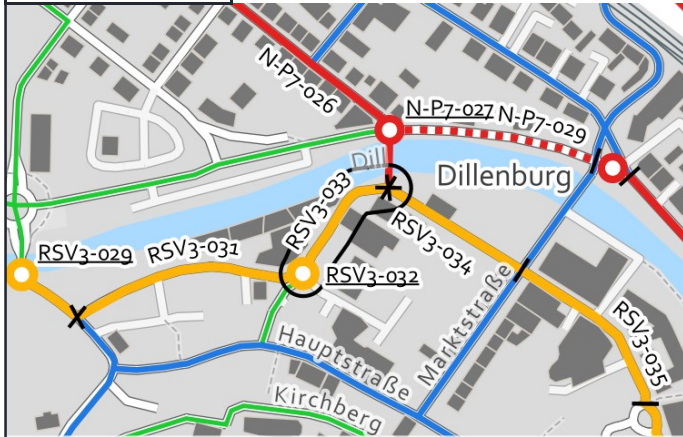 N-P7-026
N-P7-027
N-P7-029
Dill
Dillenburg
RSV3-033
RSV3-034
RSV3-029
RSV3-031
RSV3-032
Marktstraße
Hauptstraße
Kirchberg
RSV3-035